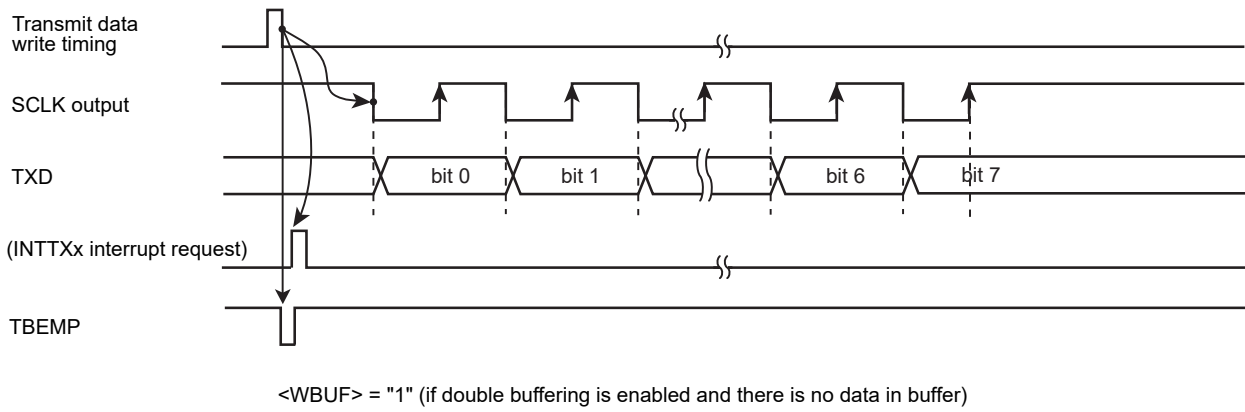 Transmit data
write timing
SCLK output
TXD
bit 0
bit 1
bit 6
bit 7
(INTTXx interrupt request)
TBEMP
<WBUF> = "1" (if double buffering is enabled and there is no data in buffer)